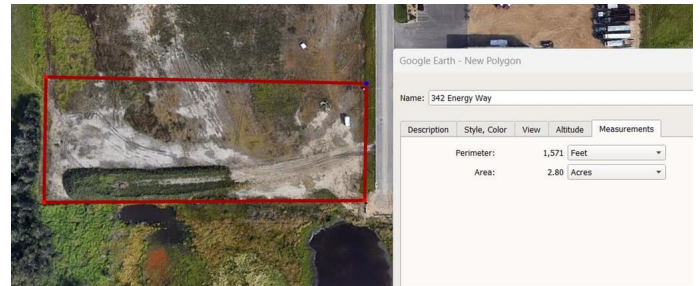 Google Earth - New Polygon
Name: 342 Energy Way
Description Style, Color View Altitude Measurements
Perimeter: 1,571 Feet
Area: 2.80 Acres